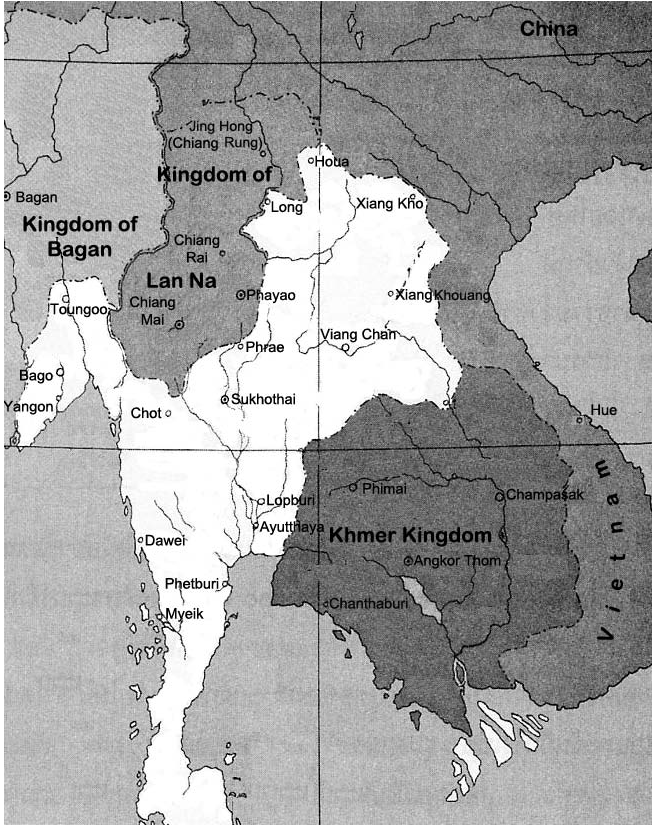 China
Jing Hong
(Chiang Rung)
Houa
Kingdom of
Bagan
Long
Xiang Kho
Kingdom of
Bagan
Chiang
Rai
Lan Na
Toungoo
Chiang
Mai
Phayao
Xiang Khouang
Viang Chan
Phrae
Bago
Yangon
Chot
Sukhothai
Hue
Phimai
Champasak
Lopburi
Ayutthaya
Khmer Kingdom
Dawei
Angkor Thom
Phetburi
Chanthaburi
Myeik
Vietnam